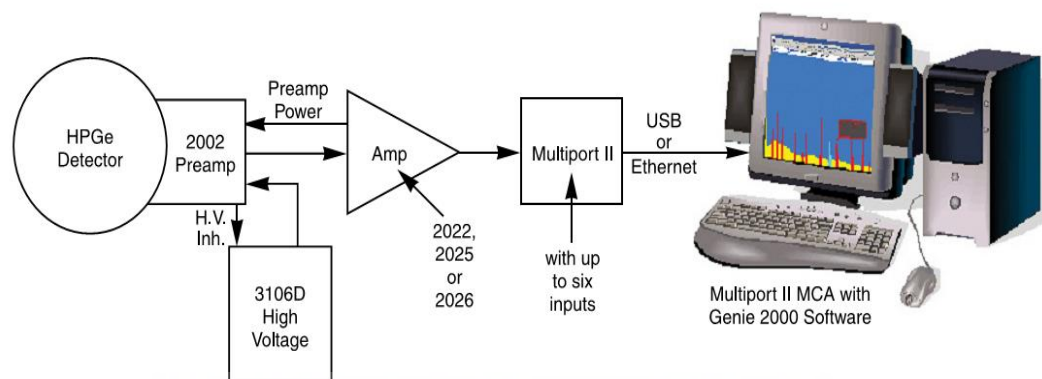 HPGe
Detector
2002
Preamp
Preamp
Power
Amp
Multiport II
USB
or
Ethernet
H.V.
Inh.
3106D
High
Voltage
2022,
2025
or
2026
with up
to six
inputs
Multiport II MCA with
Genie 2000 Software